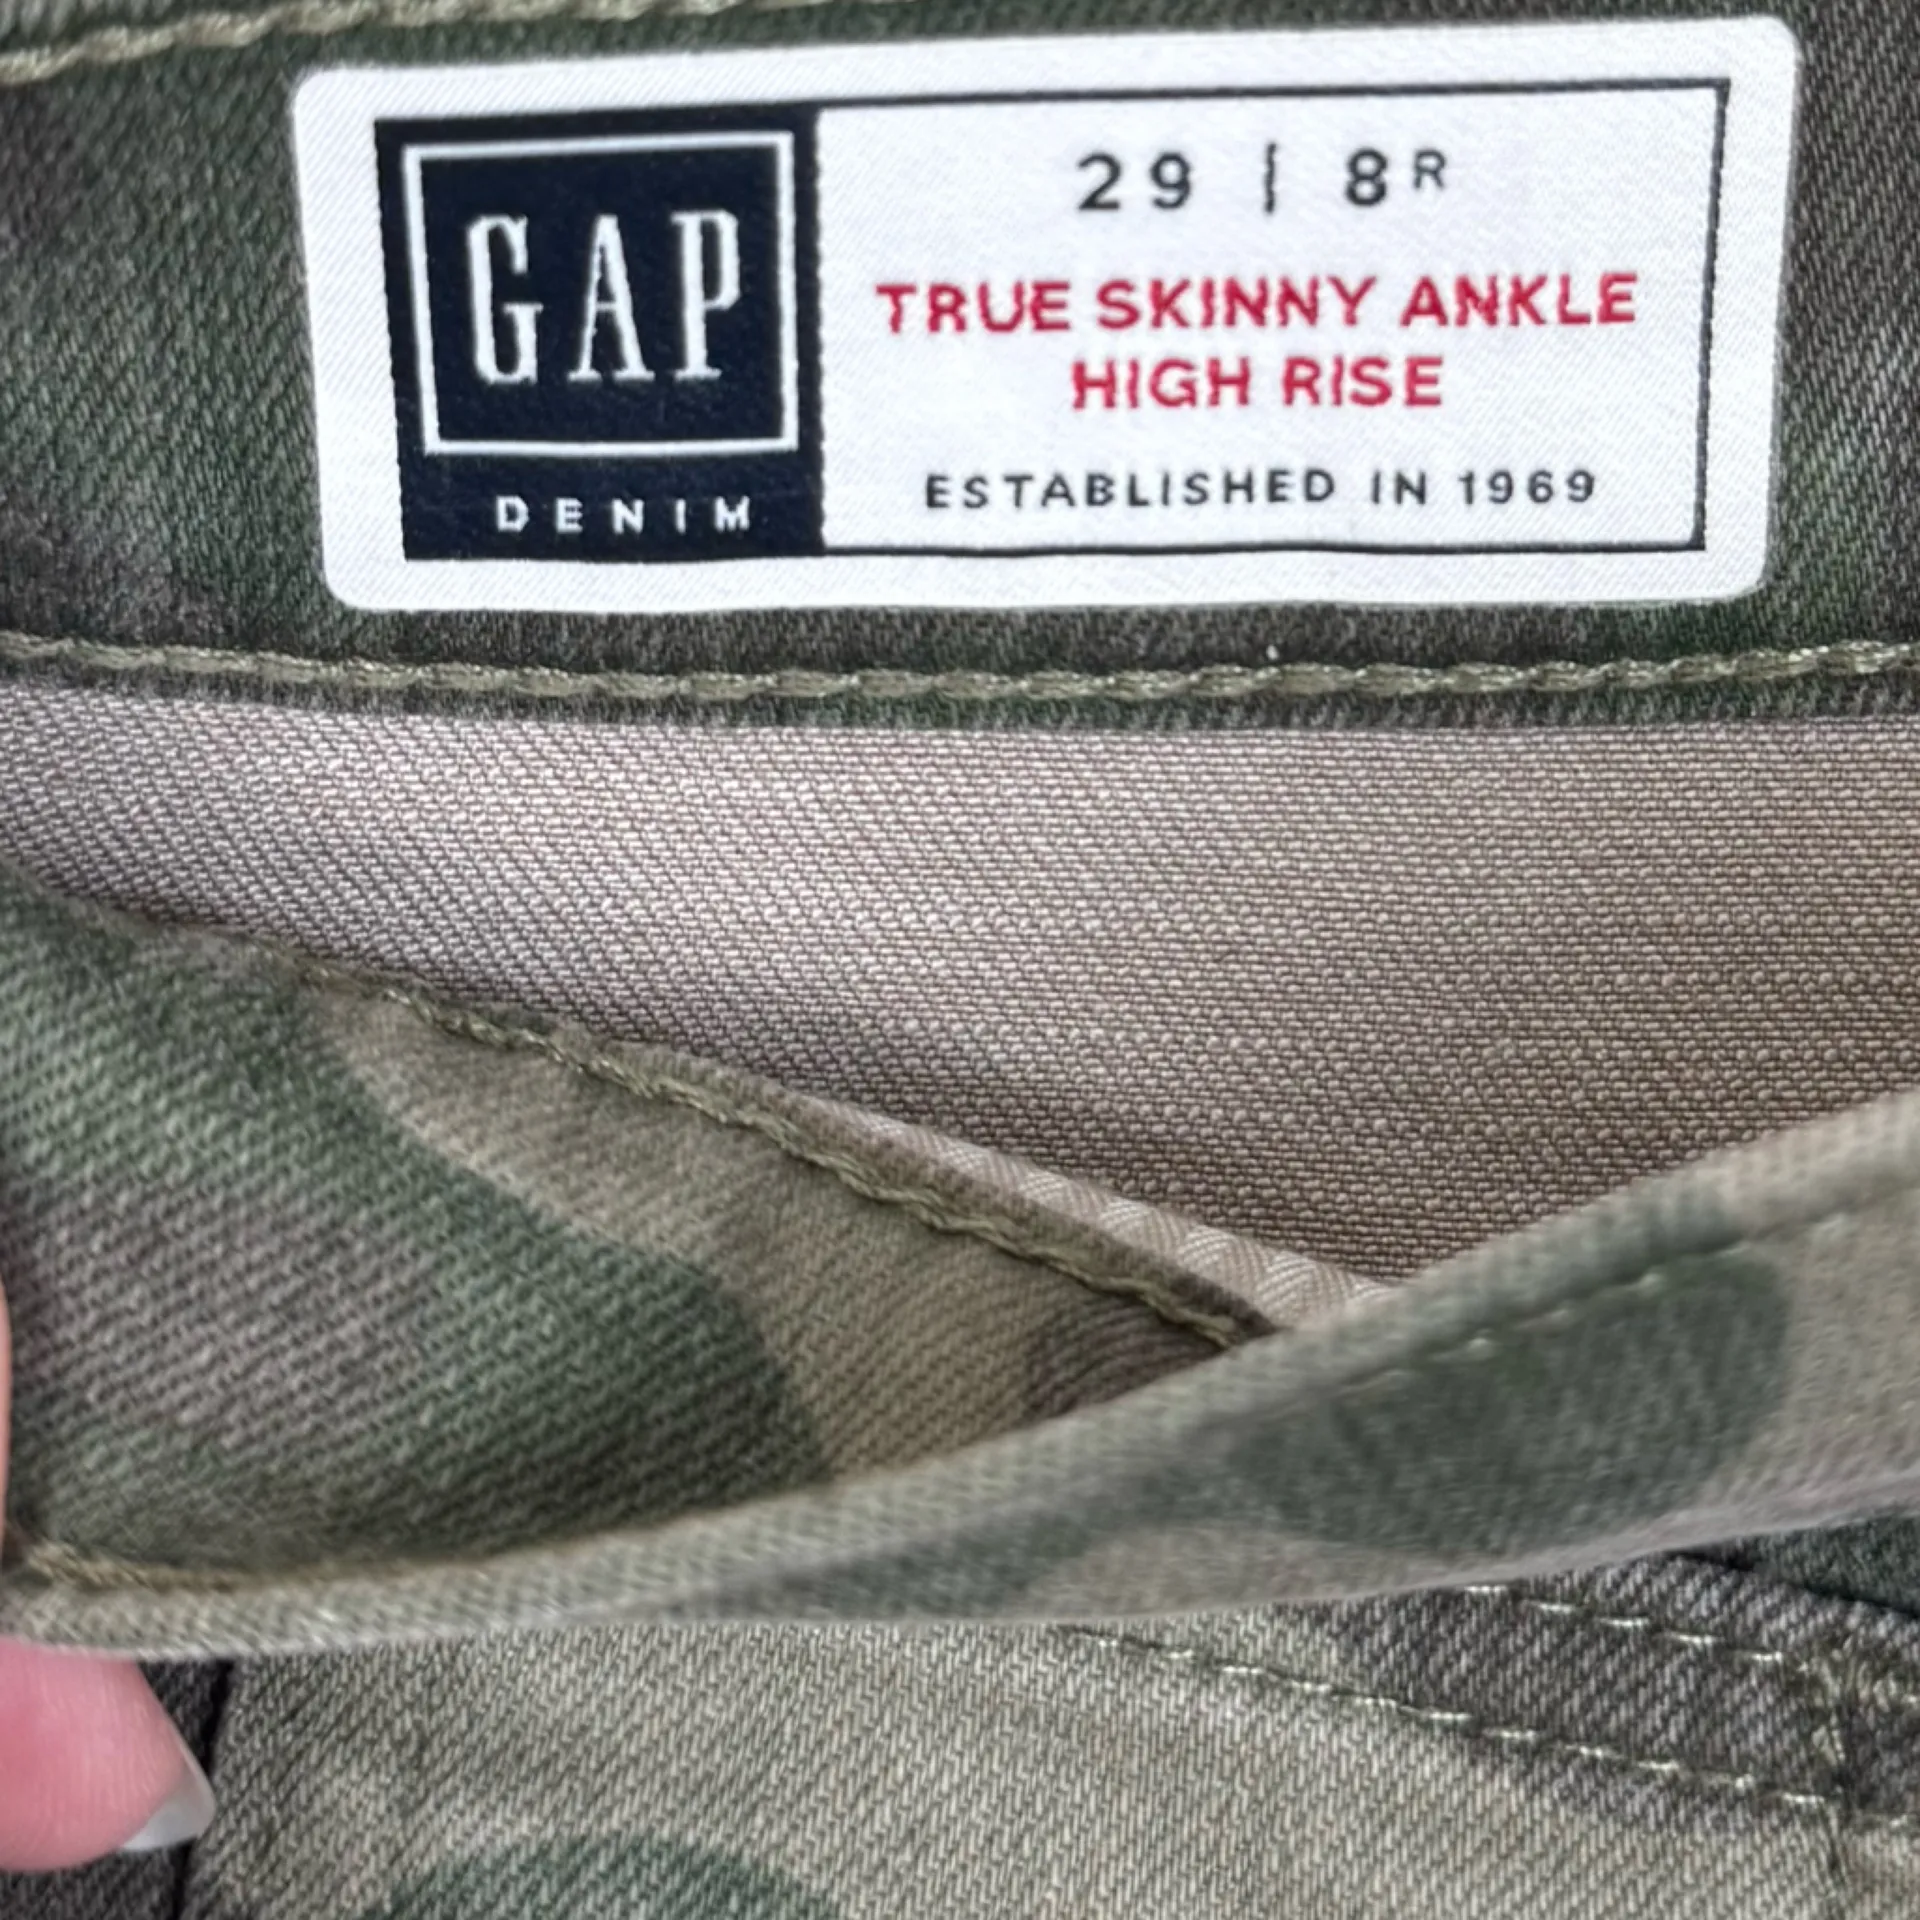 GAP
DENIM
29 | 8R
TRUE SKINNY ANKLE
HIGH RISE
ESTABLISHED IN 1969